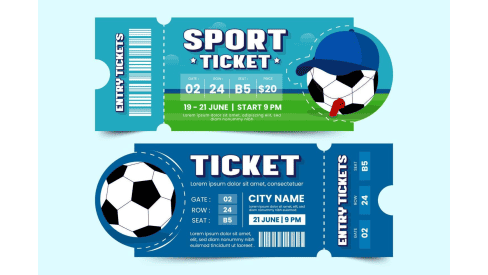 ENTRY TICKETS
SPORT
TICKET
DATE ROW SEAT PRICE
02 24 B5 $20
19 - 21 JUNE | START 9 PM
TICKET
Lorem ipsum dolor sit amet, consectetuer
GATE : 02
ROW : 24
SEAT : B5
CITY NAME
21 JUNE | 9 PM
ENTRY TICKETS
SEAT B5
ROW 24
GATE 02